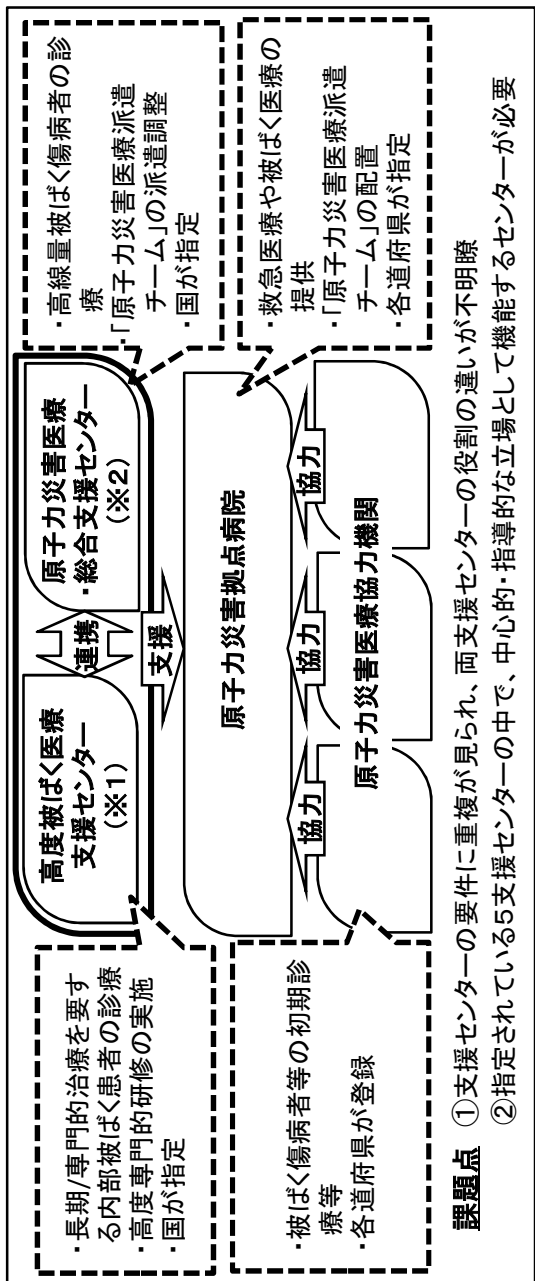 ・長期/専門的治療を要す
る内部被ばく患者の診療
・高度専門的研修の実施
・国が指定
高度被ばく医療
支援センター
(※1)
連携
原子力災害医療
・総合支援センター
(※2)
・高線量被ばく傷病者の診
療
・「原子力災害医療派遣
チーム」の派遣調整
・国が指定
支援
原子力災害拠点病院
・救急医療や被ばく医療の
提供
・「原子力災害医療派遣
チーム」の配置
・各道府県が指定
協力
協力
協力
原子力災害医療協力機関
・被ばく傷病者等の初期診
療等
・各道府県が登録
課題点 ①支援センターの要件に重複が見られ、両支援センターの役割の違いが不明瞭
②指定されている5支援センターの中で、中心的・指導的な立場として機能するセンターが必要